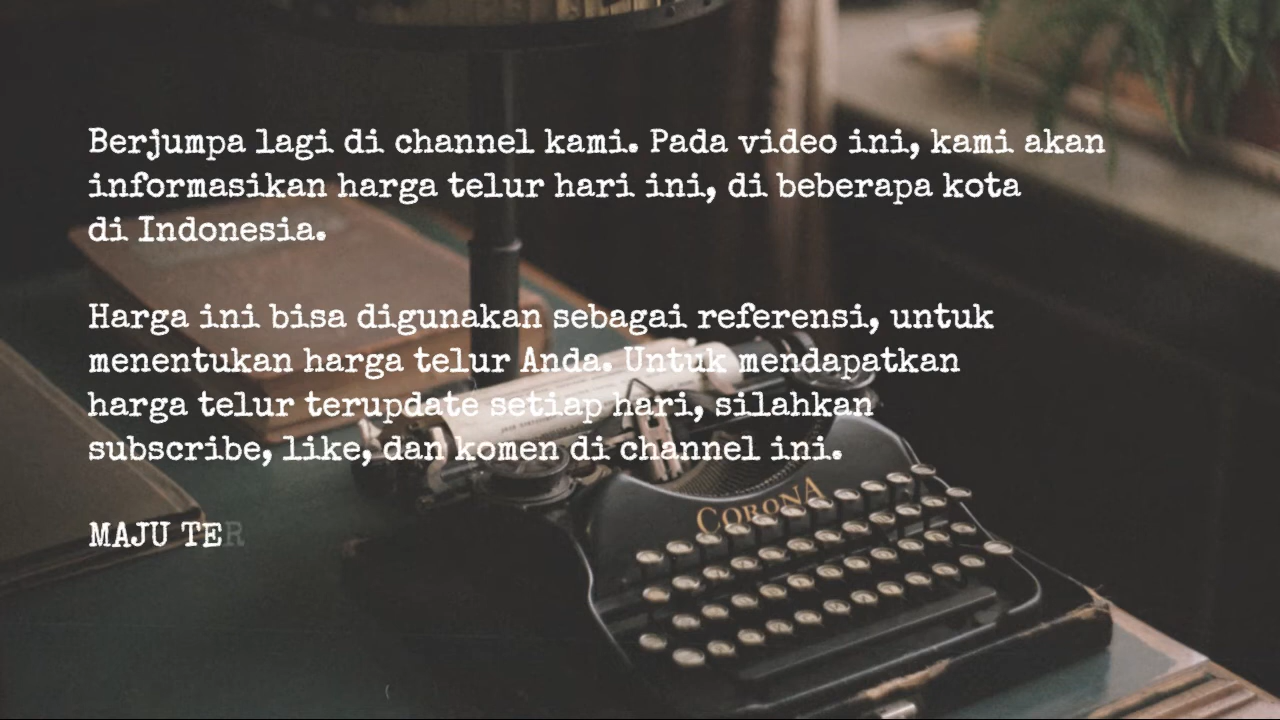 Berjumpa lagi di channel kami. Pada video ini, kami akan
informasikan harga telur hari ini, di beberapa kota
di Indonesia.
Harga ini bisa digunakan sebagai referensi, untuk
menentukan harga telur Anda. Untuk mendapatkan
harga telur terupdate setiap hari, silahkan
subscribe, like, dan komen di channel ini.
MAJU TER
CORONA